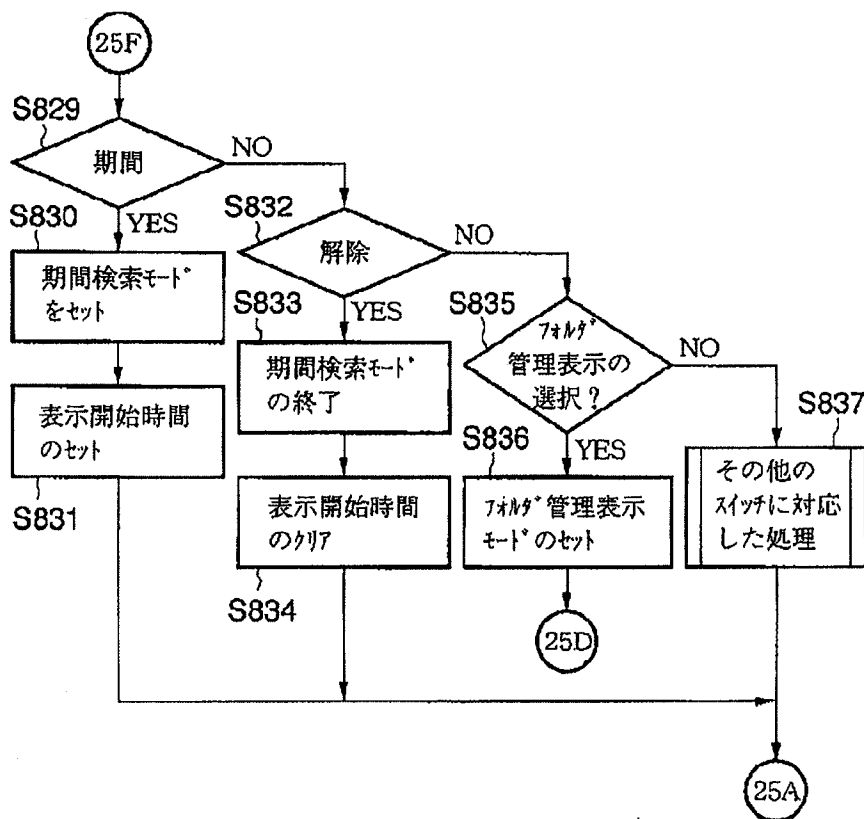 25F
S829
期間
NO
YES
S830
期間検索ﾓｰﾄﾞ
をｾｯﾄ
表示開始時間
のｾｯﾄ
S831
S832
解除
NO
YES
S833
期間検索ﾓｰﾄﾞ
の終了
表示開始時間
のｸﾘｱ
S834
S835
ﾌｫﾙﾀﾞ
管理表示の
選択?
NO
YES
S836
ﾌｫﾙﾀﾞ管理表示
ﾓｰﾄﾞのｾｯﾄ
25D
S837
その他の
ｽｲｯﾁに対応
した処理
25A